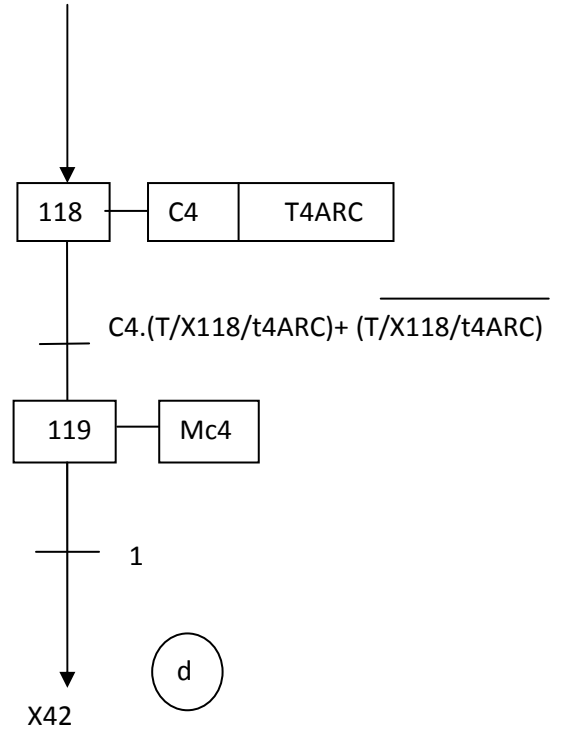 118 C4 T4ARC
C4.(T/X118/t4ARC)+ (T/X118/t4ARC)
119 Mc4
1
d
X42